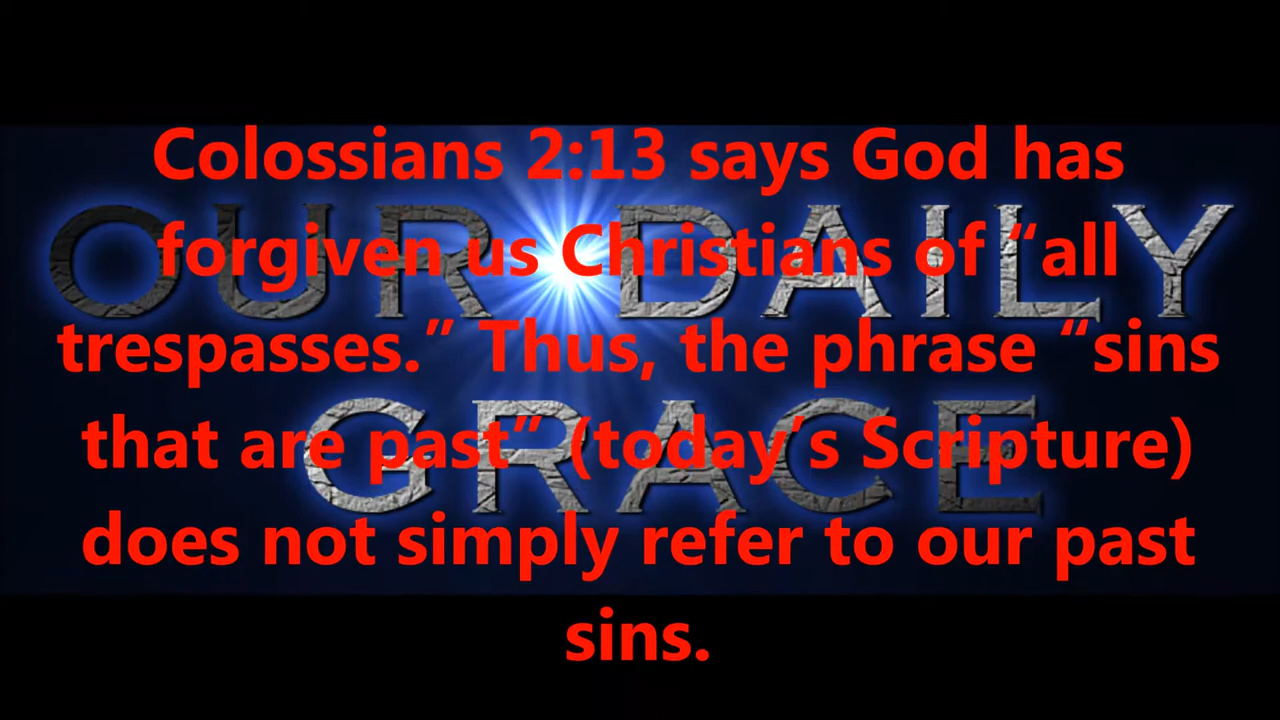 Colossians 2:13 says God has
forgiven us Christians of “all
trespasses.” Thus, the phrase “sins
that are past” (today’s Scripture)
does not simply refer to our past
sins.
OUR DAILY
GRACE